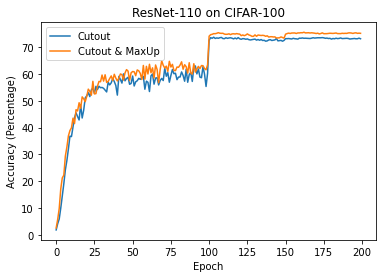 ResNet-110 on CIFAR-100
Cutout
Cutout & MaxUp
Accuracy (Percentage)
70
60
50
40
30
20
10
0
0 25 50 75 100 125 150 175 200
Epoch